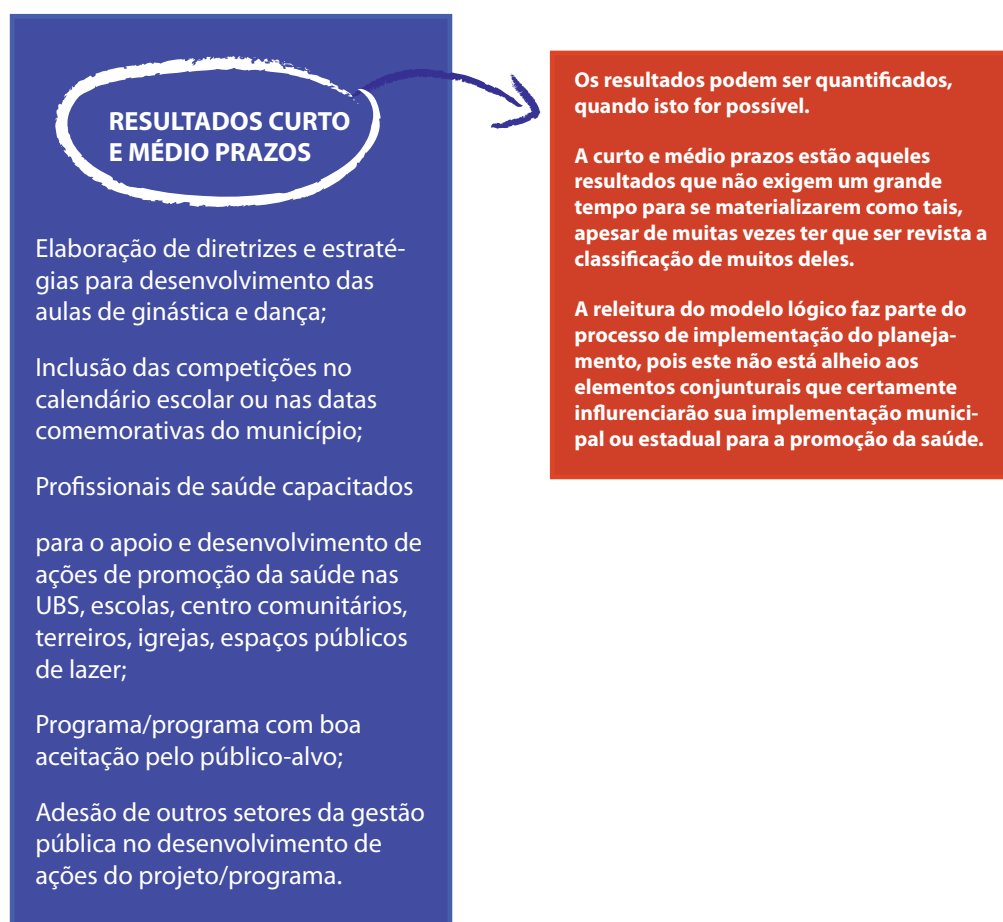 RESULTADOS CURTO
E MÉDIO PRAZOS
Elaboração de diretrizes e estraté-
gias para desenvolvimento das
aulas de ginástica e dança;
Inclusão das competições no
calendário escolar ou nas datas
comemorativas do município;
Profissionais de saúde capacitados
para o apoio e desenvolvimento de
ações de promoção da saúde nas
UBS, escolas, centro comunitários,
terreiros, igrejas, espaços públicos
de lazer;
Programa/programa com boa
aceitação pelo público-alvo;
Adesão de outros setores da gestão
pública no desenvolvimento de
ações do projeto/programa.
Os resultados podem ser quantificados,
quando isto for possível.
A curto e médio prazos estão aqueles
resultados que não exigem um grande
tempo para se materializarem como tais,
apesar de muitas vezes ter que ser revista a
classificação de muitos deles.
A releitura do modelo lógico faz parte do
processo de implementação do planeja-
mento, pois este não está alheio aos
elementos conjunturais que certamente
influrenciarão sua implementação munici-
pal ou estadual para a promoção da saúde.